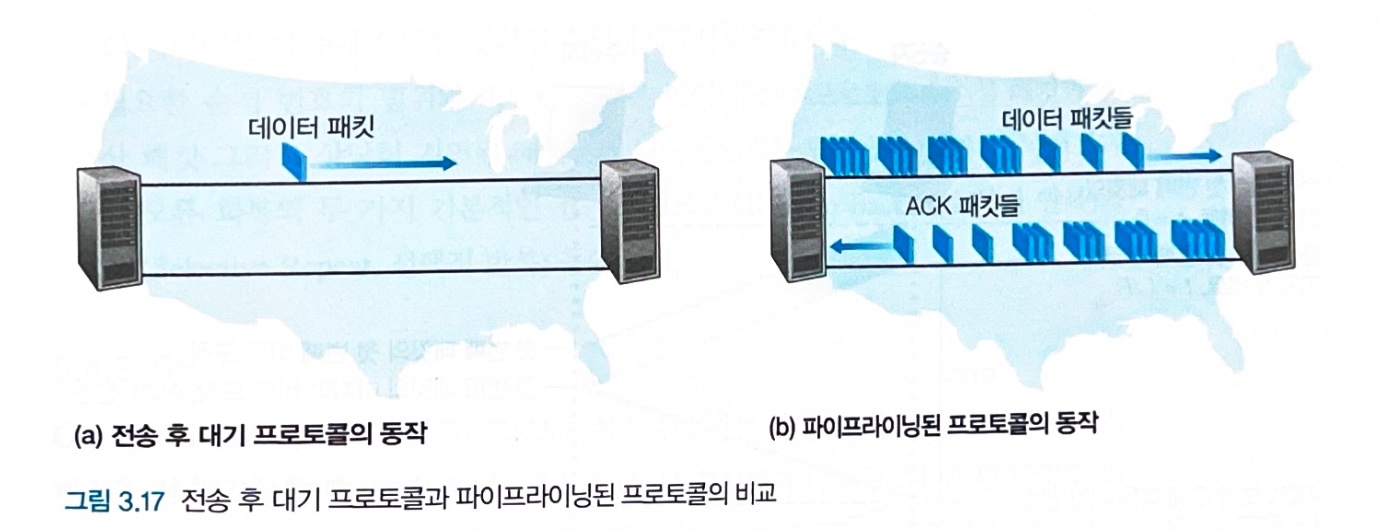 데이터 패킷
데이터 패킷들
ACK 패킷들
(a) 전송 후 대기 프로토콜의 동작
(b) 파이프라이닝된 프로토콜의 동작
그림 3.17 전송 후 대기 프로토콜과 파이프라이닝된 프로토콜의 비교